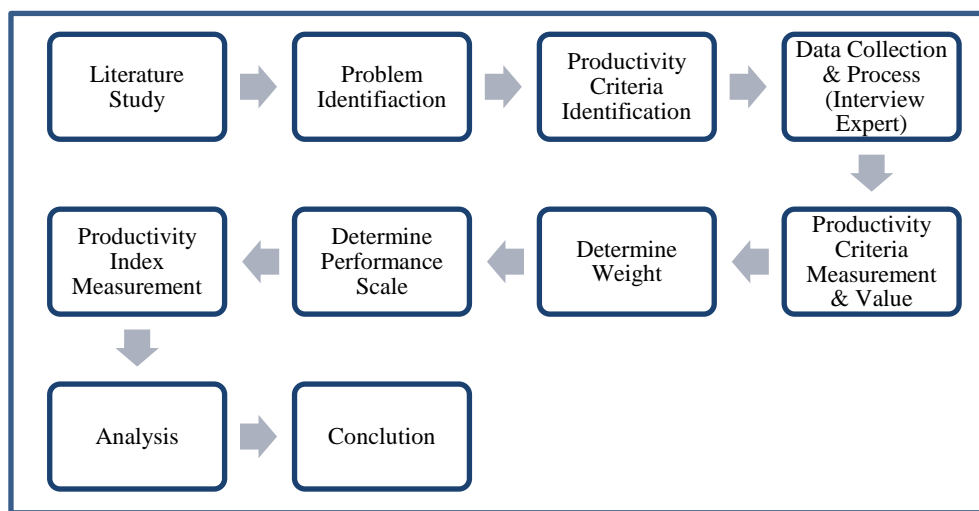 Literature
Study
Problem
Identifiaction
Productivity
Criteria
Identification
Data Collection
& Process
(Interview
Expert)
Productivity
Criteria
Measurement
& Value
Determine
Weight
Determine
Performance
Scale
Productivity
Index
Measurement
Analysis
Conclution